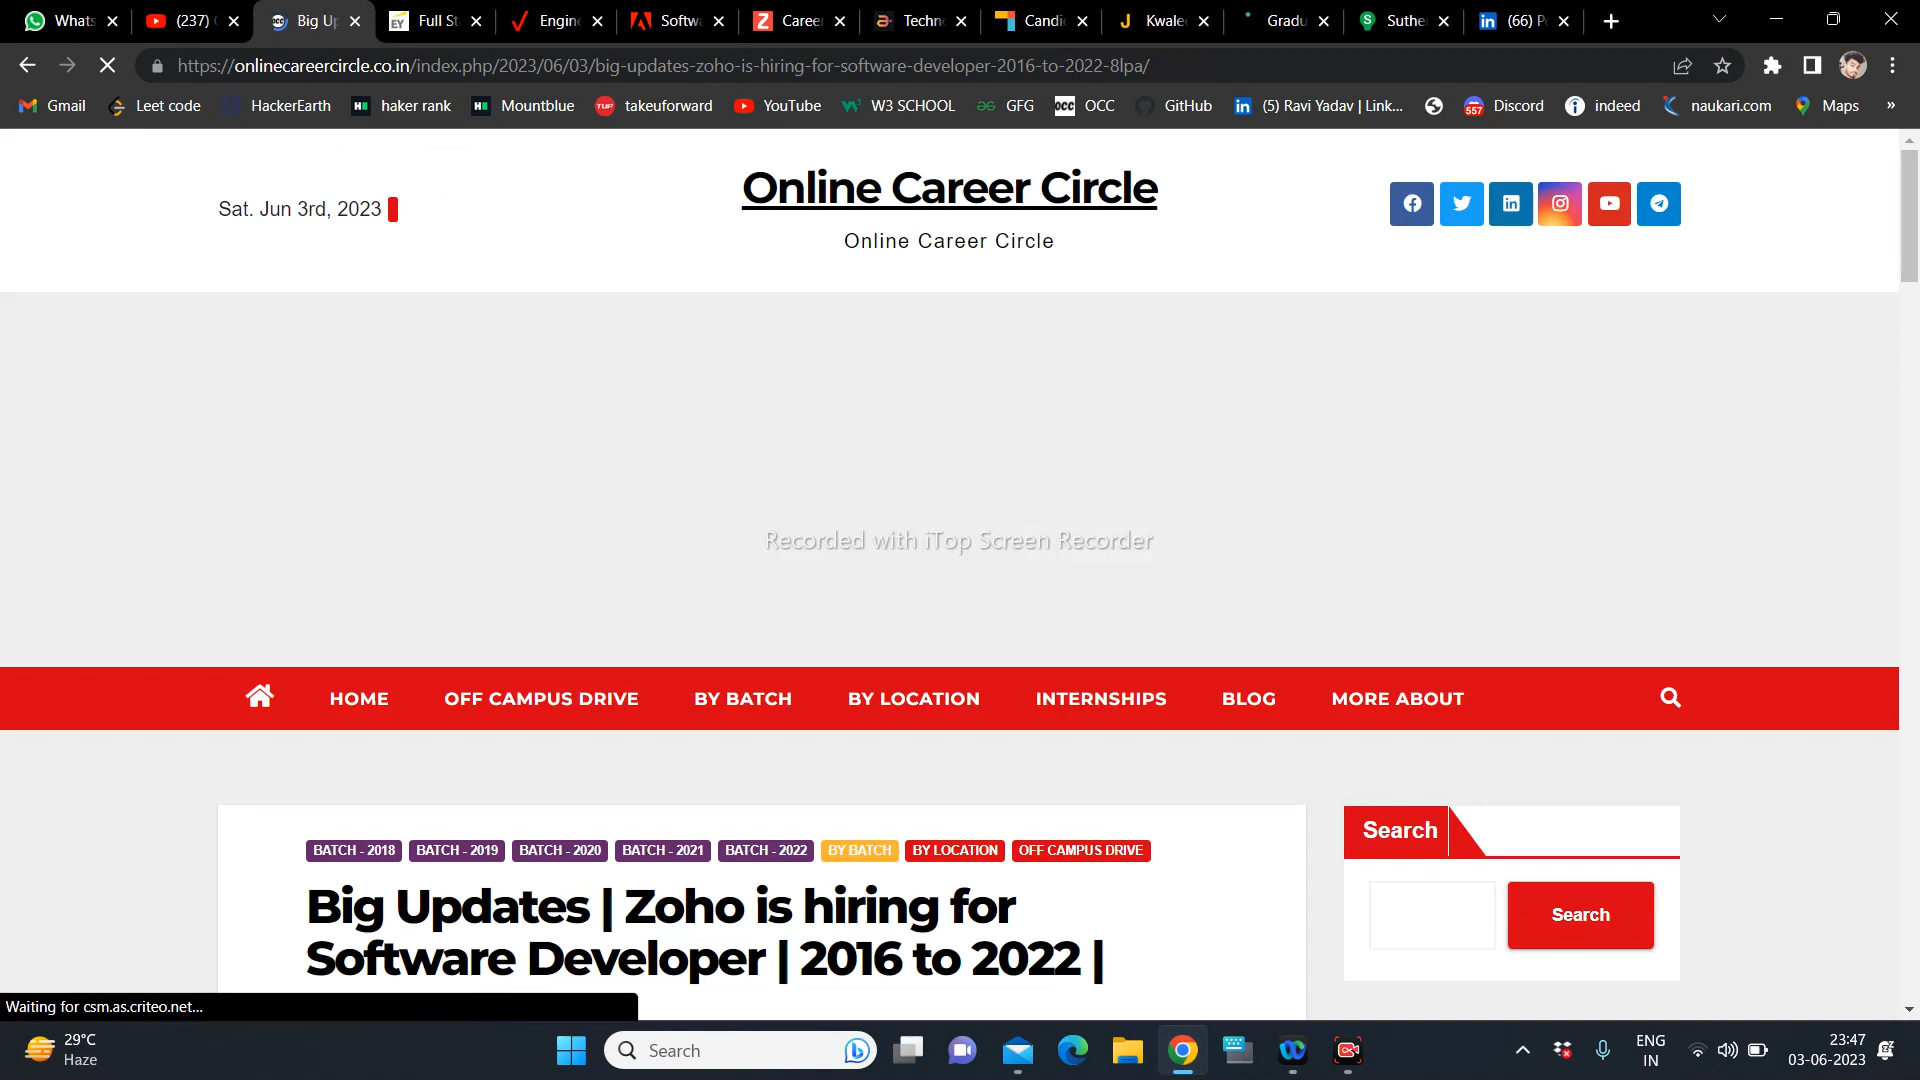 Whats
(237)
Big Up
Full St
Engine
Softwa
Career
Techno
Candid
Kwale
Gradu
Suthe
(66) P
https://onlinecareercircle.co.in/index.php/2023/06/03/big-updates-zoho-is-hiring-for-software-developer-2016-to-2022-8lpa/
Gmail
Leet code
HackerEarth
haker rank
Mountblue
takeuforward
YouTube
W3 SCHOOL
GFG
OCC
GitHub
(5) Ravi Yadav | Link...
557
Discord
indeed
naukari.com
Maps
»
Sat. Jun 3rd, 2023
Online Career Circle
Online Career Circle
Recorded with iTop Screen Recorder
HOME
OFF CAMPUS DRIVE
BY BATCH
BY LOCATION
INTERNSHIPS
BLOG
MORE ABOUT
BATCH - 2018
BATCH - 2019
BATCH - 2020
BATCH - 2021
BATCH - 2022
BY BATCH
BY LOCATION
OFF CAMPUS DRIVE
Big Updates | Zoho is hiring for
Software Developer | 2016 to 2022 |
Search
Search
Waiting for csm.as.criteo.net...
29°C
Haze
Search
ENG
IN
23:47
03-06-2023